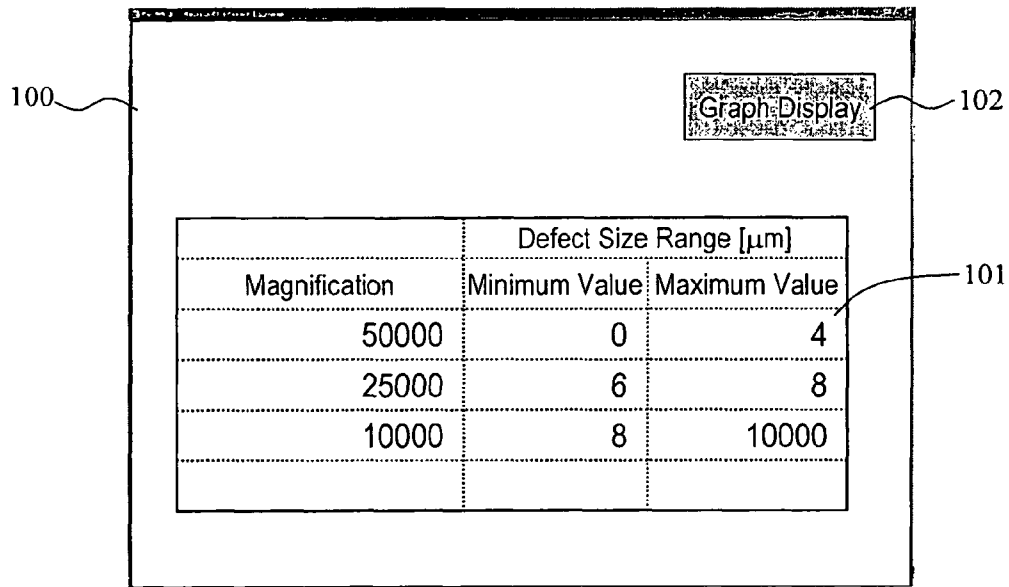 100
Graph Display
102
Defect Size Range [μm]
Magnification Minimum Value Maximum Value
101
50000 0 4
25000 6 8
10000 8 10000